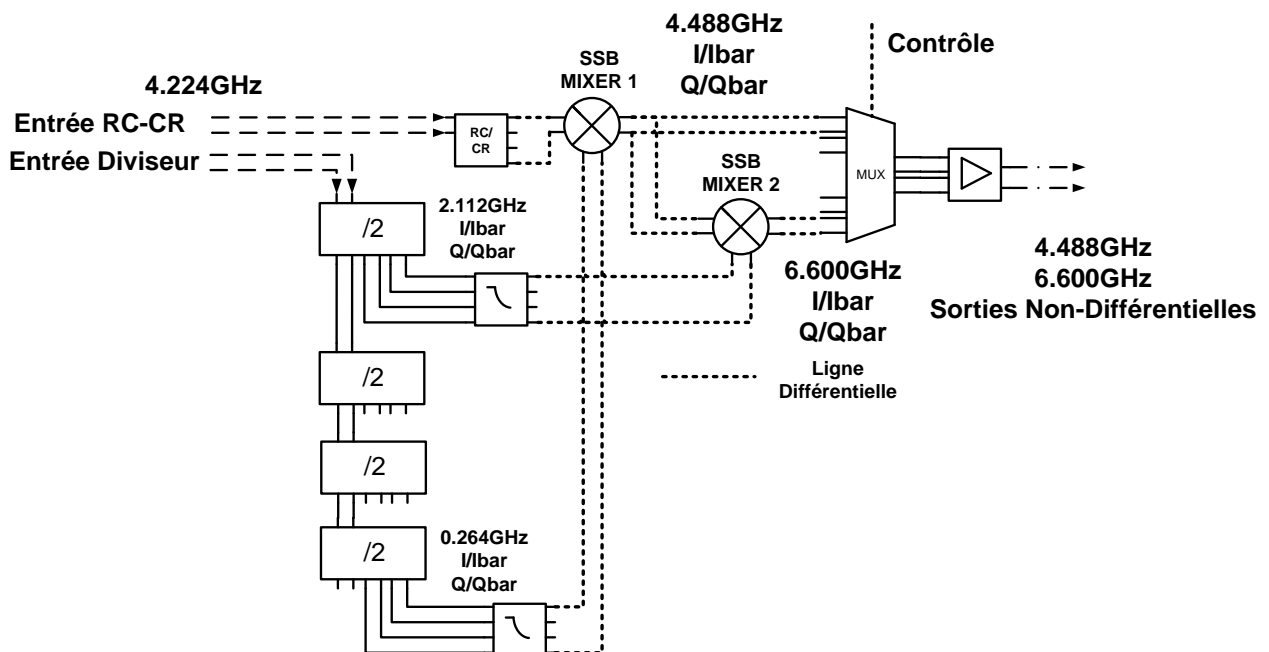 4.488GHz
I/Ibar
Q/Qbar
Contrôle
SSB
MIXER 1
4.224GHz
Entrée RC-CR
Entrée Diviseur
RC/
CR
SSB
MIXER 2
MUX
2.112GHz
I/Ibar
Q/Qbar
/2
4.488GHz
6.600GHz
Sorties Non-Différentielles
6.600GHz
I/Ibar
Q/Qbar
Ligne
Différentielle
/2
/2
/2
0.264GHz
I/Ibar
Q/Qbar